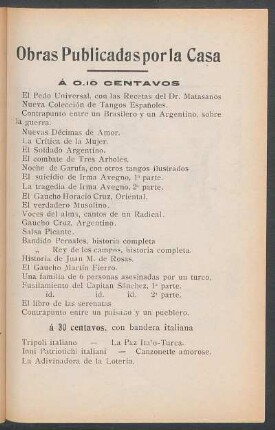 Obras Publicadas por la Casa
Á 0.10 CENTAVOS
El Pedo Universal, con las Recetas del Dr. Matasanos
Nueva Colección de Tangos Españoles.
Contrapunto entre un Brasilero y un Argentino, sobre
la guerra.
Nuevas Décimas de Amor.
La Crítica de la Mujer.
El Soldado Argentino.
El combate de Tres Arboles.
Noche de Garufa, con otros tangos ilustrados
El suicidio de Irma Avegno, 1ª parte.
La tragedia de Irma Avegno, 2ª parte.
El Gaucho Horacio Cruz, Oriental.
El verdadero Musolino.
Voces del alma, cantos de un Radical.
Gaucho Cruz, Argentino.
Salsa Picante.
Bandido Pernales, historia completa
„ Rey de los campos, historia completa
Historia de Juan M. de Rosas.
El Gaucho Martín Fierro.
Una familia de 6 personas asesinadas por un turco.
Fusilamiento del Capitan Sánchez, 1ª parte.
id. id. id. 2ª parte.
El libro de las serenatas
Contrapunto entre un paisano y un pueblero.
á 30 centavos, con bandera italiana
Tripoli italiano — La Paz Ita'o-Turca.
Inni Patriotichi italiani — Canzonette amorose.
La Adivinadora de la Lotería.